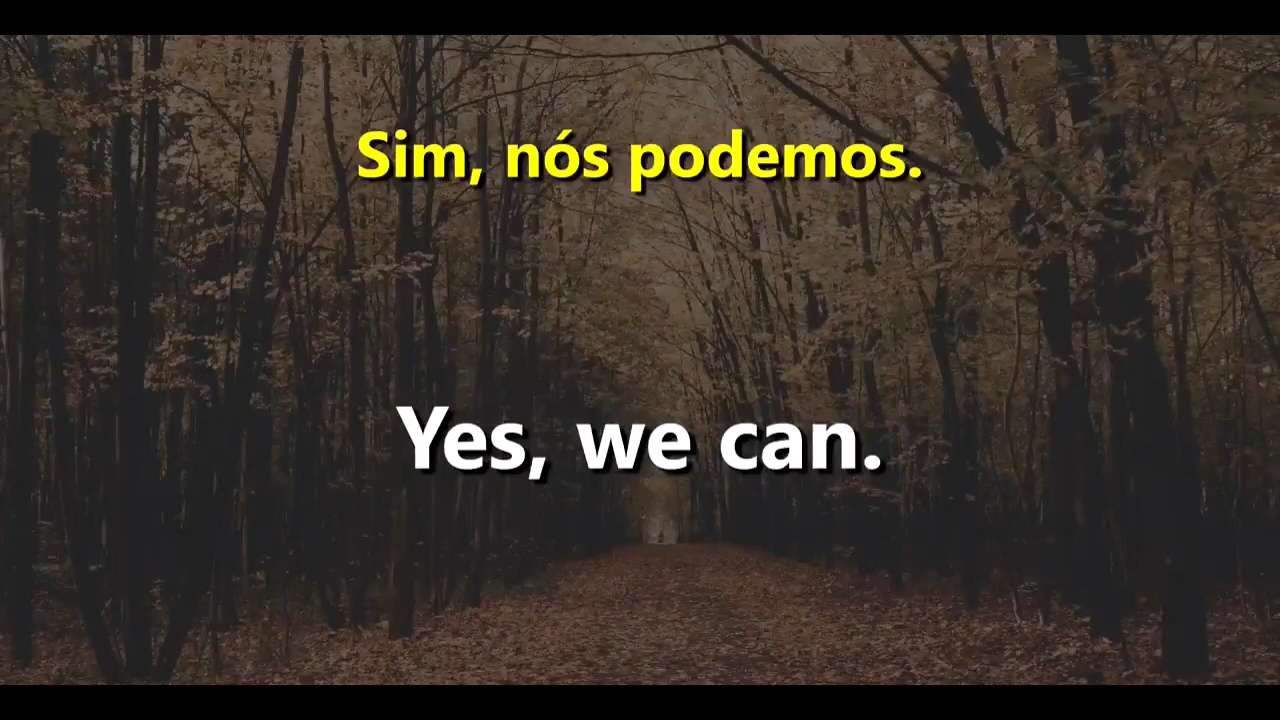 Sim, nós podemos.
Yes, we can.